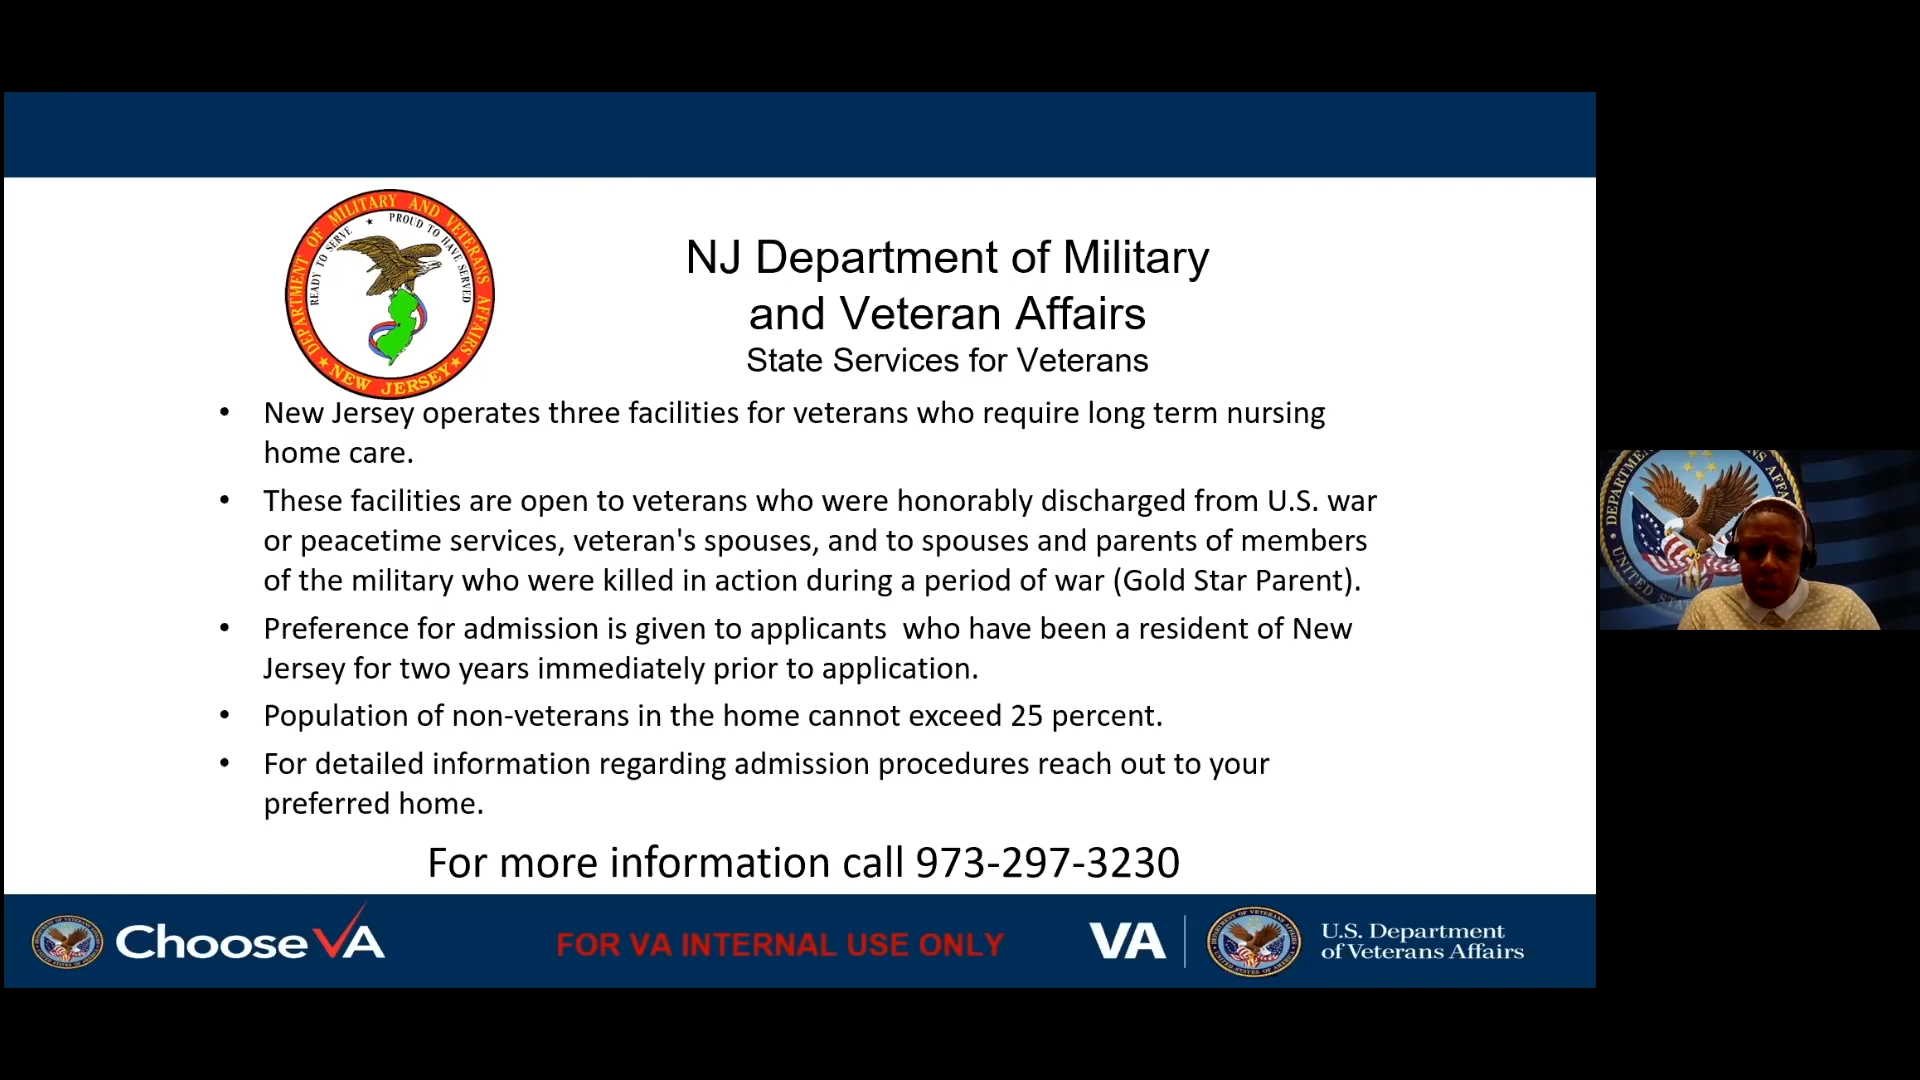 DEPARTMENT OF MILITARY AND VETERANS AFFAIRS
READY TO SERVE ★ PROUD TO HAVE SERVED
★ NEW JERSEY ★
NJ Department of Military
and Veteran Affairs
State Services for Veterans
• New Jersey operates three facilities for veterans who require long term nursing
home care.
• These facilities are open to veterans who were honorably discharged from U.S. war
or peacetime services, veteran's spouses, and to spouses and parents of members
of the military who were killed in action during a period of war (Gold Star Parent).
• Preference for admission is given to applicants  who have been a resident of New
Jersey for two years immediately prior to application.
• Population of non-veterans in the home cannot exceed 25 percent.
• For detailed information regarding admission procedures reach out to your
preferred home.
For more information call 973-297-3230
ChooseVA
FOR VA INTERNAL USE ONLY
VA
U.S. Department
of Veterans Affairs
DEPARTME
NS AFFA
UNITED STAT